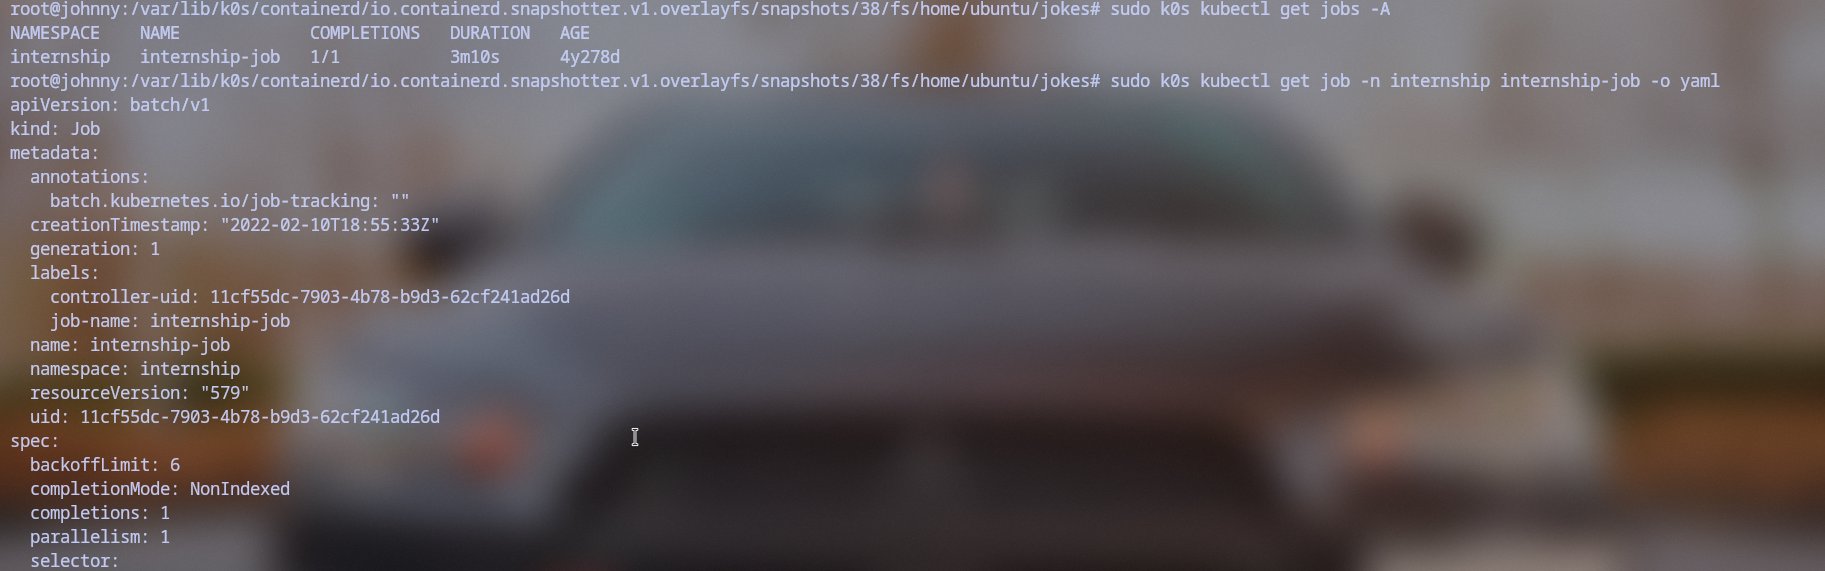 root@johnny:/var/lib/k0s/containerd/io.containerd.snapshotter.v1.overlayfs/snapshots/38/fs/home/ubuntu/jokes# sudo k0s kubectl get jobs -A
NAMESPACE    NAME             COMPLETIONS   DURATION   AGE
internship   internship-job   1/1           3m10s      4y278d
root@johnny:/var/lib/k0s/containerd/io.containerd.snapshotter.v1.overlayfs/snapshots/38/fs/home/ubuntu/jokes# sudo k0s kubectl get job -n internship internship-job -o yaml
apiVersion: batch/v1
kind: Job
metadata:
  annotations:
    batch.kubernetes.io/job-tracking: ""
  creationTimestamp: "2022-02-10T18:55:33Z"
  generation: 1
  labels:
    controller-uid: 11cf55dc-7903-4b78-b9d3-62cf241ad26d
    job-name: internship-job
  name: internship-job
  namespace: internship
  resourceVersion: "579"
  uid: 11cf55dc-7903-4b78-b9d3-62cf241ad26d
spec:
  backoffLimit: 6
  completionMode: NonIndexed
  completions: 1
  parallelism: 1
  selector: